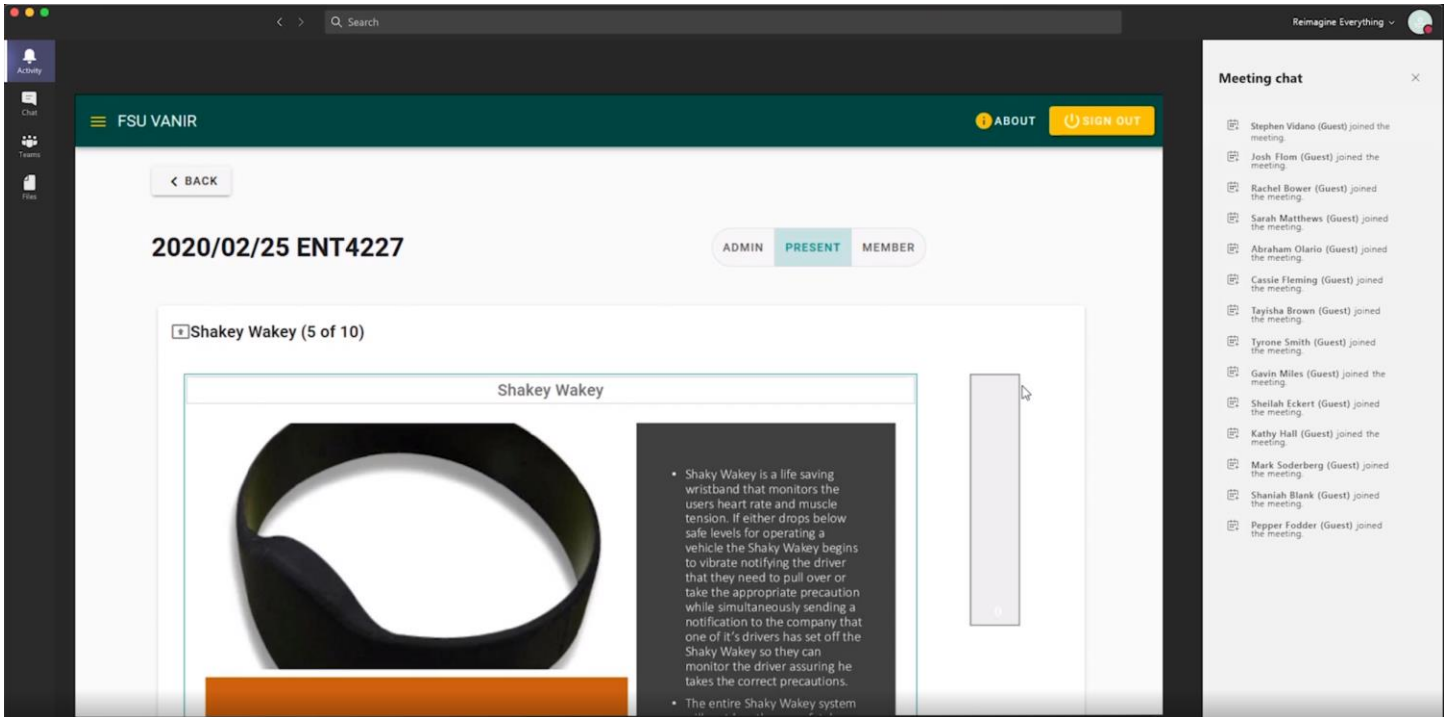 Search
Reimagine Everything
Activity
Chat
Teams
Files
FSU VANIR
ABOUT
SIGN OUT
BACK
2020/02/25 ENT4227
ADMIN
PRESENT
MEMBER
Shakey Wakey (5 of 10)
Shakey Wakey
• Shaky Wakey is a life saving
wristband that monitors the
users heart rate and muscle
tension. If either drops below
safe levels for operating a
vehicle the Shaky Wakey begins
to vibrate notifying the driver
that they need to pull over or
take the appropriate precaution
while simultaneously sending a
notification to the company that
one of it's drivers has set off the
Shaky Wakey so they can
monitor the driver assuring he
takes the correct precautions.
• The entire Shaky Wakey system
0
Meeting chat
Stephen Vidano (Guest) joined the
meeting.
Josh Flom (Guest) joined the
meeting.
Rachel Bower (Guest) joined
the meeting.
Sarah Matthews (Guest) joined
the meeting.
Abraham Olario (Guest) joined
the meeting.
Cassie Fleming (Guest) joined
the meeting.
Tayisha Brown (Guest) joined
the meeting.
Tyrone Smith (Guest) joined
the meeting.
Gavin Miles (Guest) joined the
meeting.
Sheilah Eckert (Guest) joined
the meeting.
Kathy Hall (Guest) joined the
meeting.
Mark Soderberg (Guest) joined
the meeting.
Shaniah Blank (Guest) joined
the meeting.
Pepper Fodder (Guest) joined
the meeting.